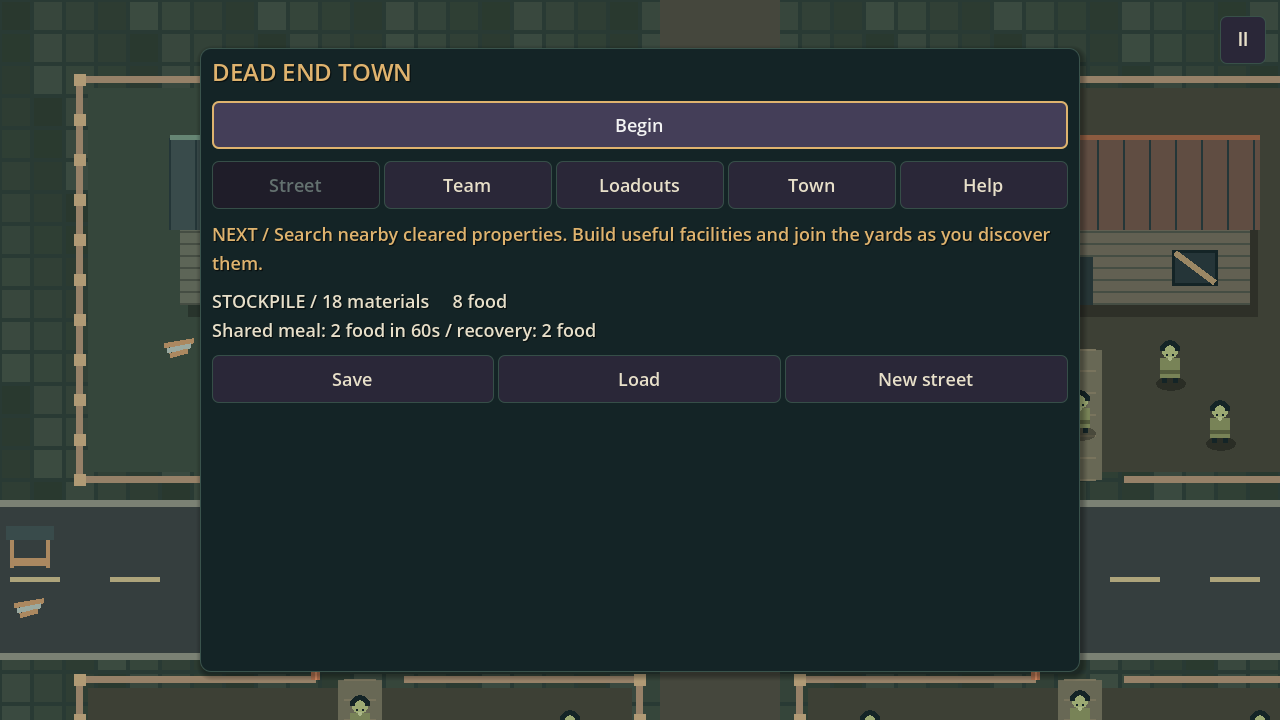 DEAD END TOWN
Begin
Street Team Loadouts Town Help
NEXT / Search nearby cleared properties. Build useful facilities and join the yards as you discover
them.
STOCKPILE / 18 materials 8 food
Shared meal: 2 food in 60s / recovery: 2 food
Save Load New street